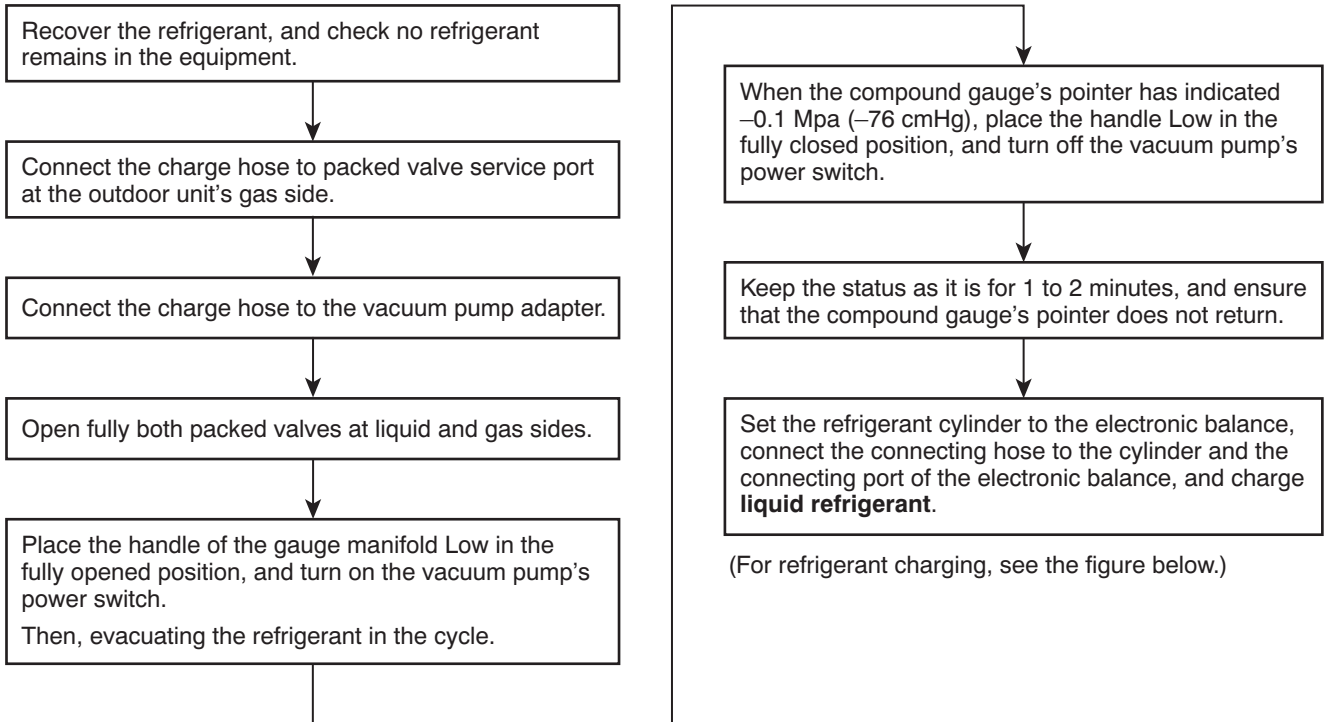 Recover the refrigerant, and check no refrigerant
remains in the equipment.
Connect the charge hose to packed valve service port
at the outdoor unit's gas side.
Connect the charge hose to the vacuum pump adapter.
Open fully both packed valves at liquid and gas sides.
Place the handle of the gauge manifold Low in the
fully opened position, and turn on the vacuum pump's
power switch.
Then, evacuating the refrigerant in the cycle.
When the compound gauge's pointer has indicated
–0.1 Mpa (–76 cmHg), place the handle Low in the
fully closed position, and turn off the vacuum pump's
power switch.
Keep the status as it is for 1 to 2 minutes, and ensure
that the compound gauge's pointer does not return.
Set the refrigerant cylinder to the electronic balance,
connect the connecting hose to the cylinder and the
connecting port of the electronic balance, and charge
liquid refrigerant.
(For refrigerant charging, see the figure below.)